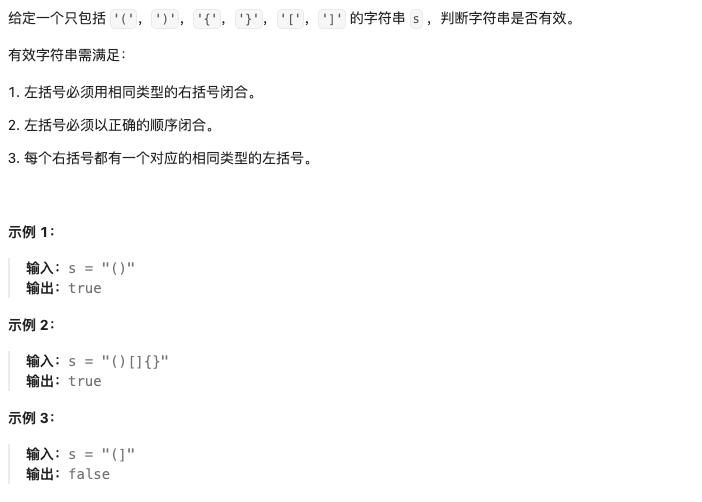 给定一个只包括 '('，')'，'{'，'}'，'['，']' 的字符串 s ，判断字符串是否有效。
有效字符串需满足：
1. 左括号必须用相同类型的右括号闭合。
2. 左括号必须以正确的顺序闭合。
3. 每个右括号都有一个对应的相同类型的左括号。
示例 1：
输入：s = "()"
输出：true
示例 2：
输入：s = "()[]{}"
输出：true
示例 3：
输入：s = "(]"
输出：false